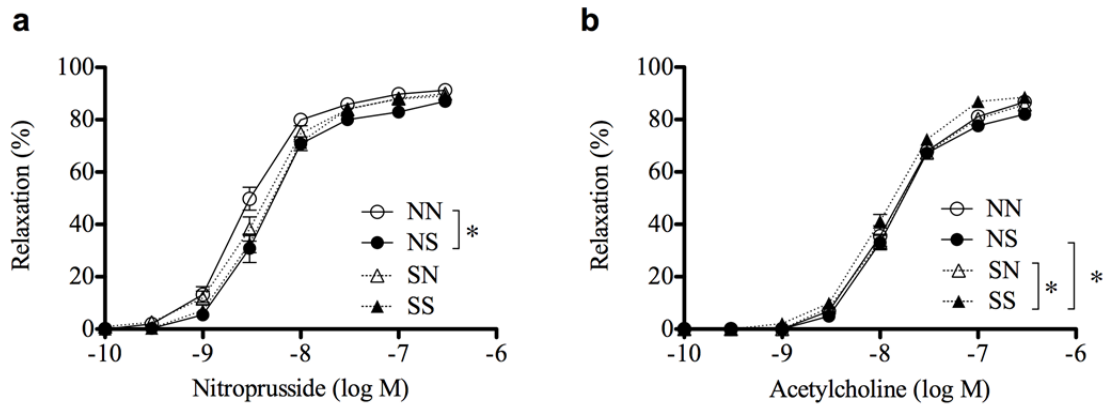 a
100
80
60
40
20
0
Relaxation (%)
NN
NS
SN
SS
*
-10
-9
-8
-7
-6
Nitroprusside (log M)
b
100
80
60
40
20
0
Relaxation (%)
NN
NS
SN
SS
*
*
-10
-9
-8
-7
-6
Acetylcholine (log M)